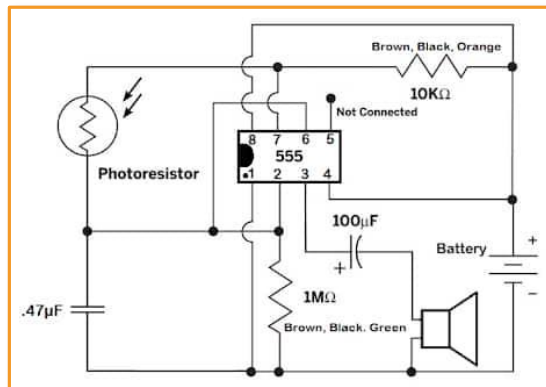 Brown, Black, Orange
10KΩ
Not Connected
8 7 6 5
555
.1 2 3 4
Photoresistor
100μF
+
Battery
+
-
.47μF
1MΩ
Brown, Black. Green